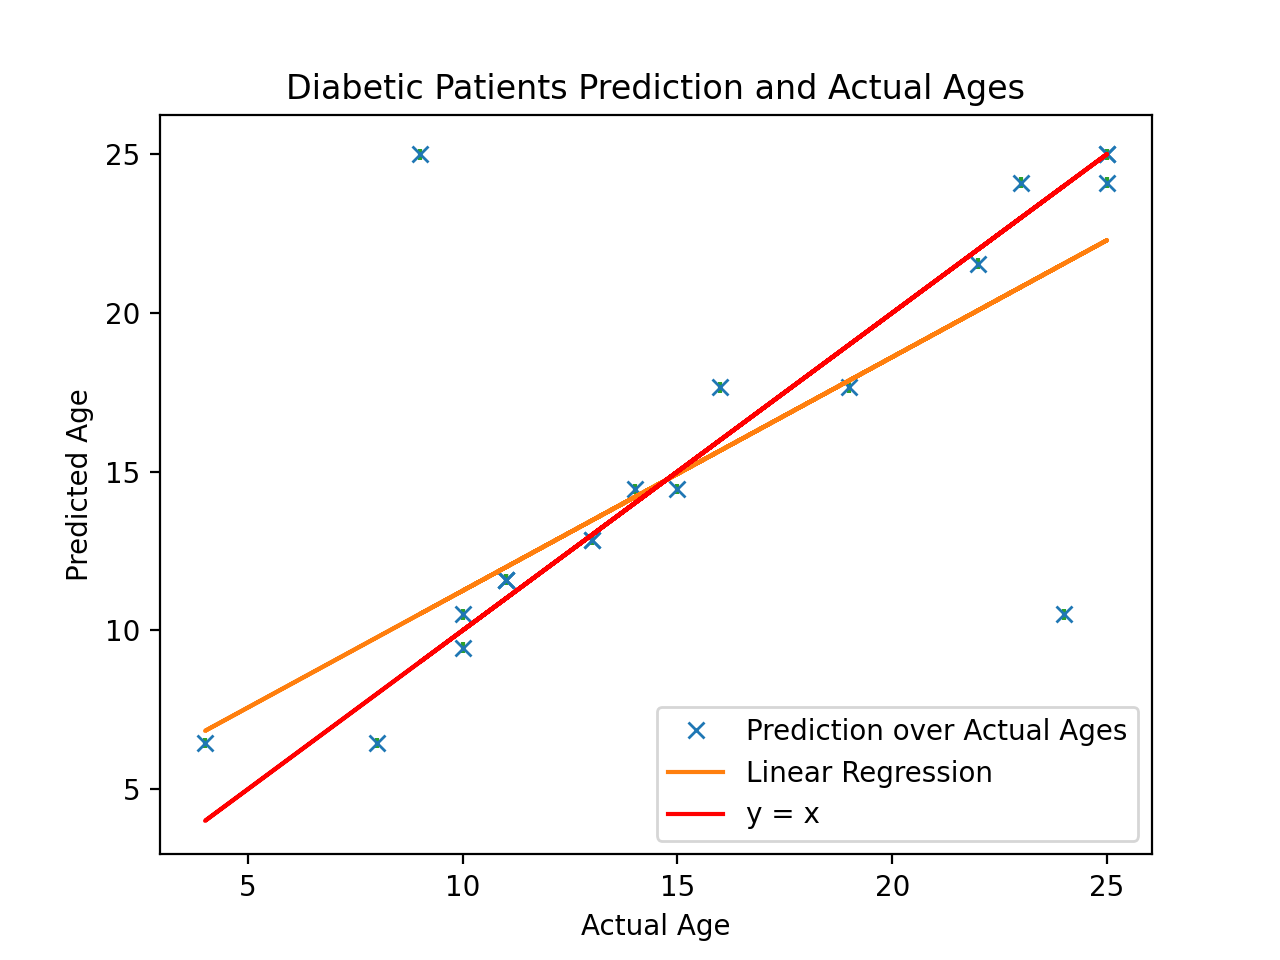 Diabetic Patients Prediction and Actual Ages
25
20
15
10
5
Predicted Age
Prediction over Actual Ages
Linear Regression
y = x
5 10 15 20 25
Actual Age